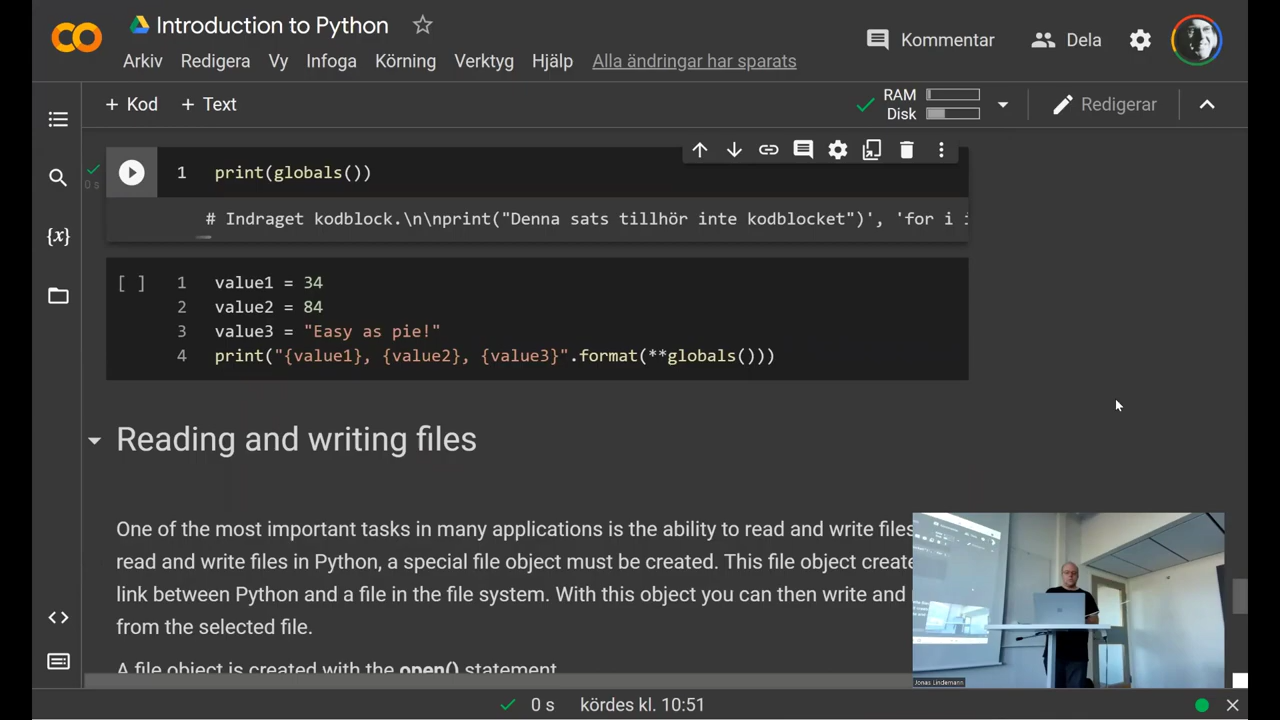 Introduction to Python
Kommentar
Dela
Arkiv Redigera Vy Infoga Körning Verktyg Hjälp Alla ändringar har sparats
+ Kod + Text
RAM
Disk
Redigerar
0 s
1 print(globals())
# Indraget kodblock.\n\nprint("Denna sats tillhör inte kodblocket")', 'for i i
[ ] 1 value1 = 34
2 value2 = 84
3 value3 = "Easy as pie!"
4 print("{value1}, {value2}, {value3}".format(**globals()))
{x}
Reading and writing files
One of the most important tasks in many applications is the ability to read and write files
read and write files in Python, a special file object must be created. This file object create
link between Python and a file in the file system. With this object you can then write and
from the selected file.
A file object is created with the open() statement
Jonas Lindemann
0 s kördes kl. 10:51